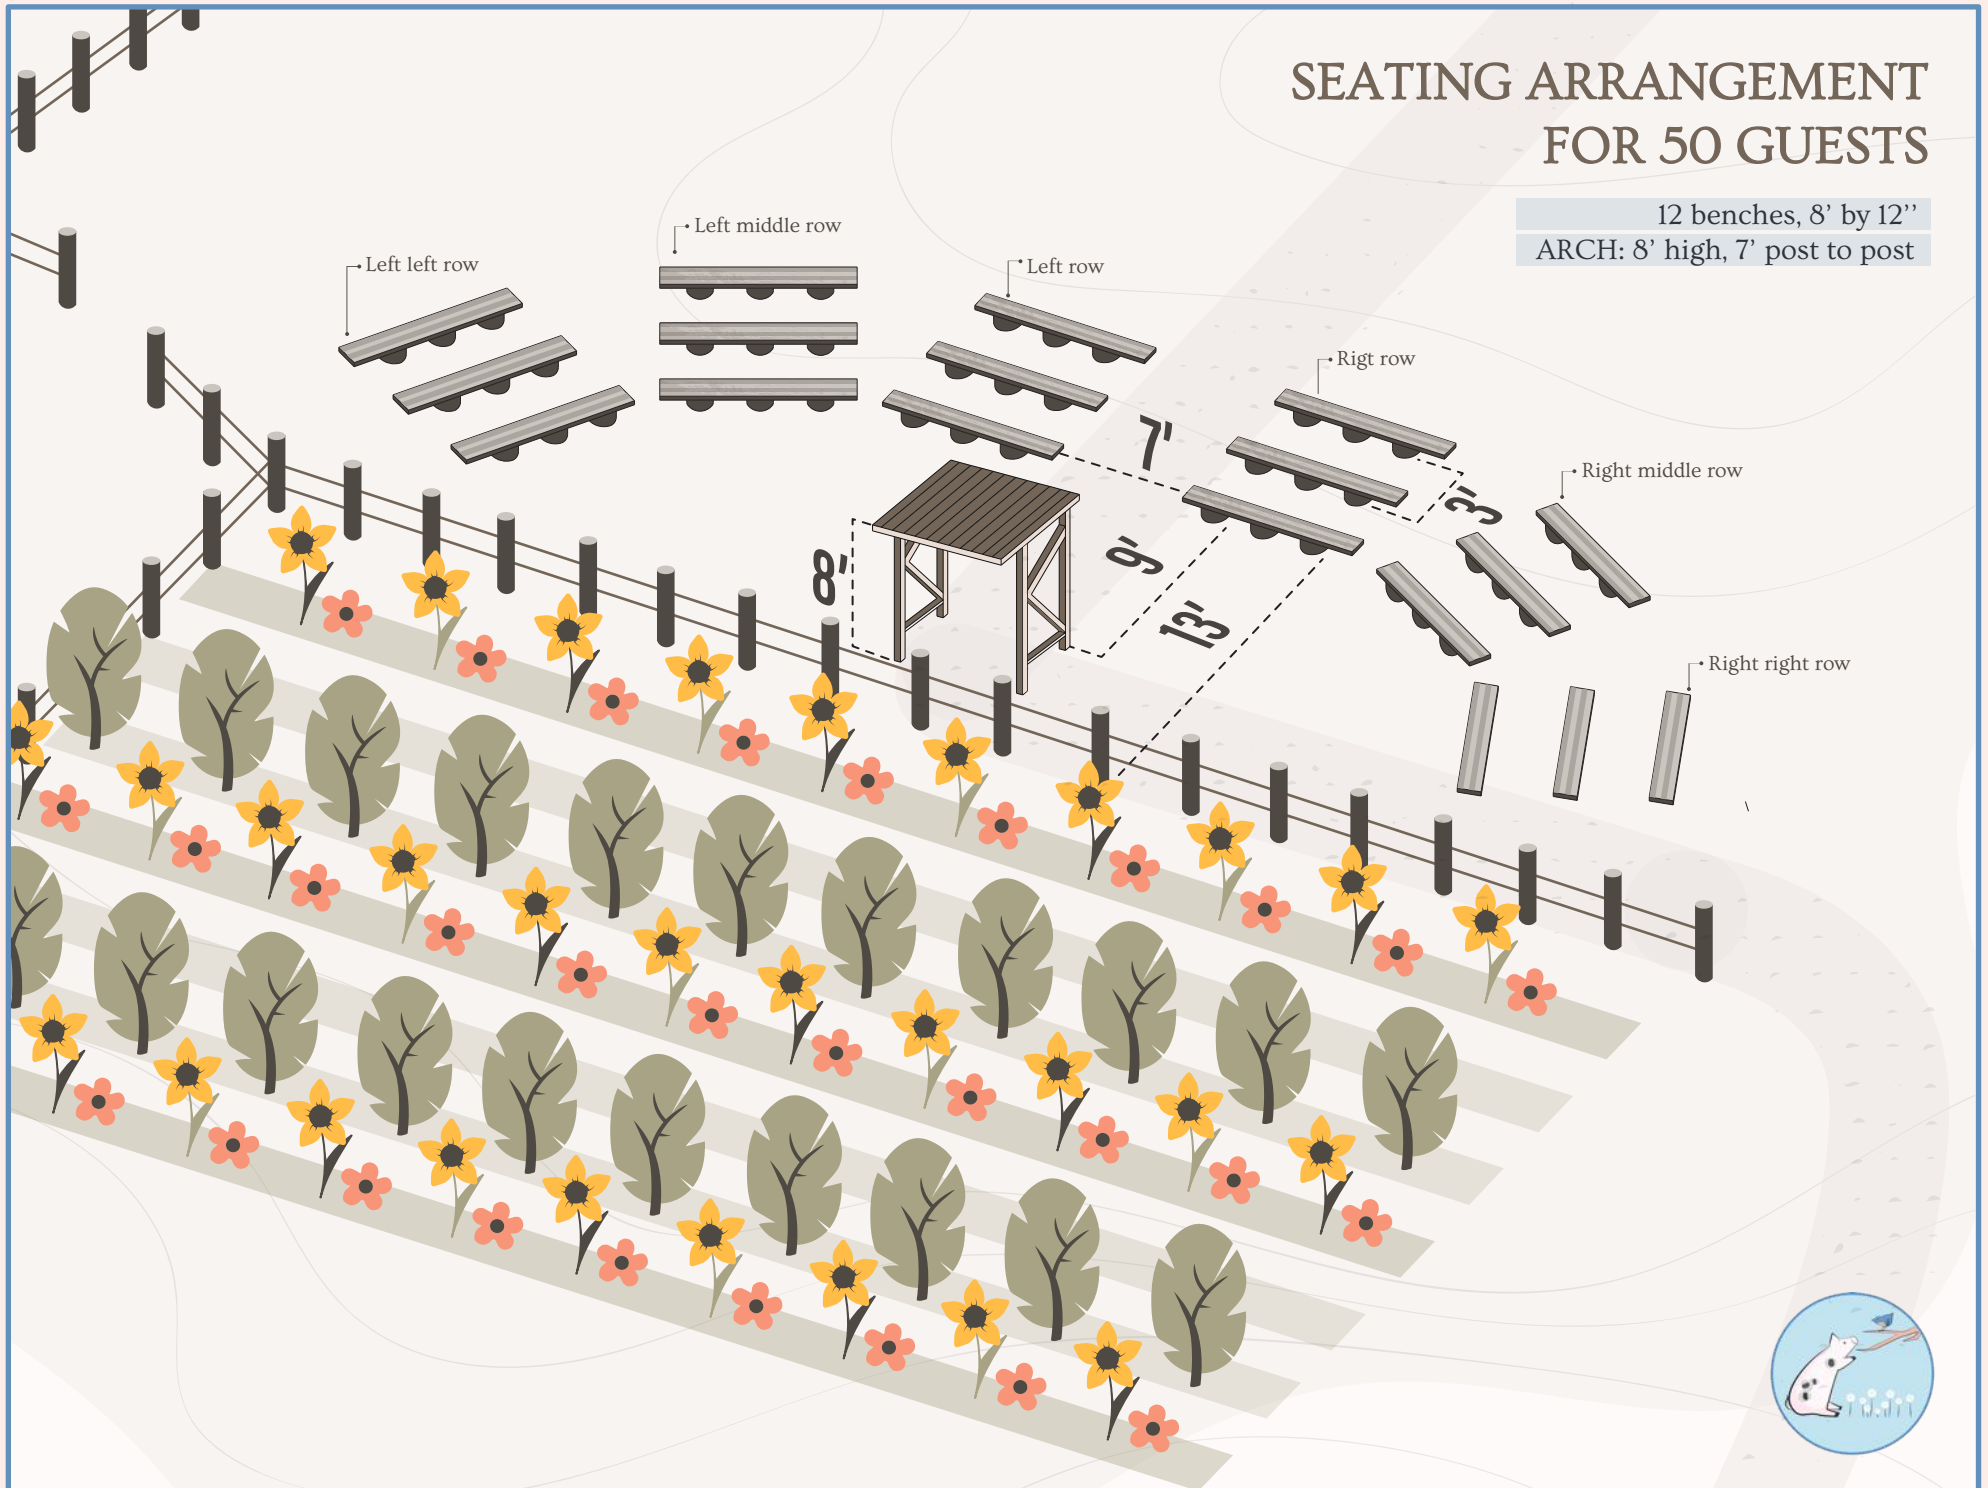 SEATING ARRANGEMENT
FOR 50 GUESTS
12 benches, 8’ by 12’’
ARCH: 8’ high, 7’ post to post
Left left row
Left middle row
Left row
Rigt row
Right middle row
Right right row
7'
3'
8'
9'
13'